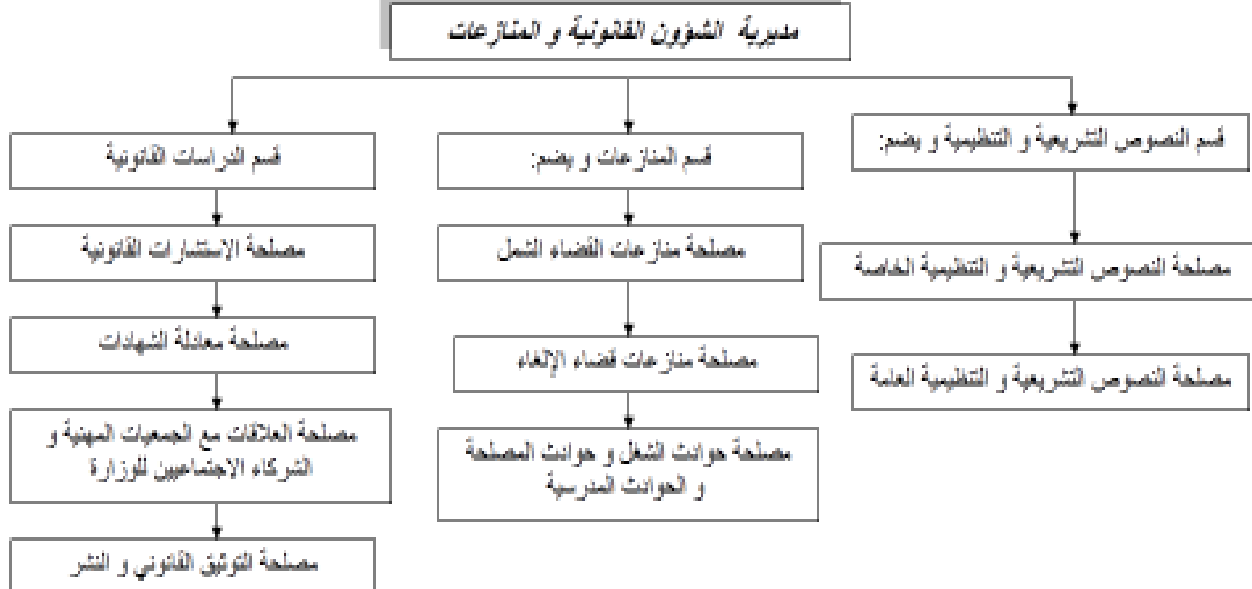 مديرية الشؤون القانونية و المنازعات
قسم النصوص التشريعية و التنظيمية و يضم:
مصلحة النصوص التشريعية و التنظيمية الخاصة
مصلحة النصوص التشريعية و التنظيمية العامة
قسم المنازعات و يضم:
مصلحة منازعات القضاء الشمل
مصلحة منازعات قضاء الإلغاء
مصلحة حوادث الشغل و حوادث المصلحة
و الحوادث المدرسية
قسم الدراسات القانونية
مصلحة الاستشارات القانونية
مصلحة معادلة الشهادات
مصلحة العلاقات مع الجمعيات المهنية و
الشركاء الاجتماعيين للوزارة
مصلحة التوثيق القانوني و النشر